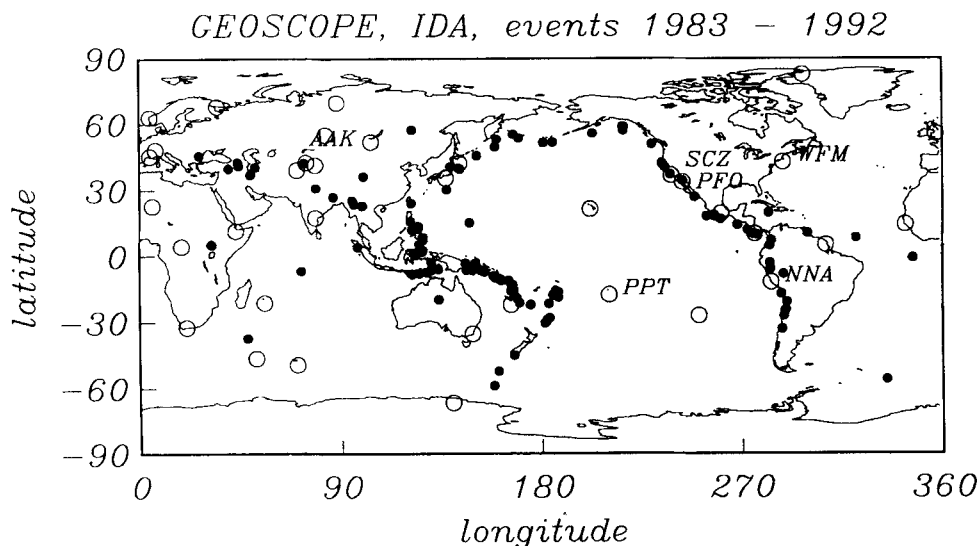 GEOSCOPE, IDA, events 1983 – 1992
latitude
90
60
30
0
−30
−60
−90
AAK
SCZ
WFM
PFO
PPT
NNA
0
90
180
270
360
longitude